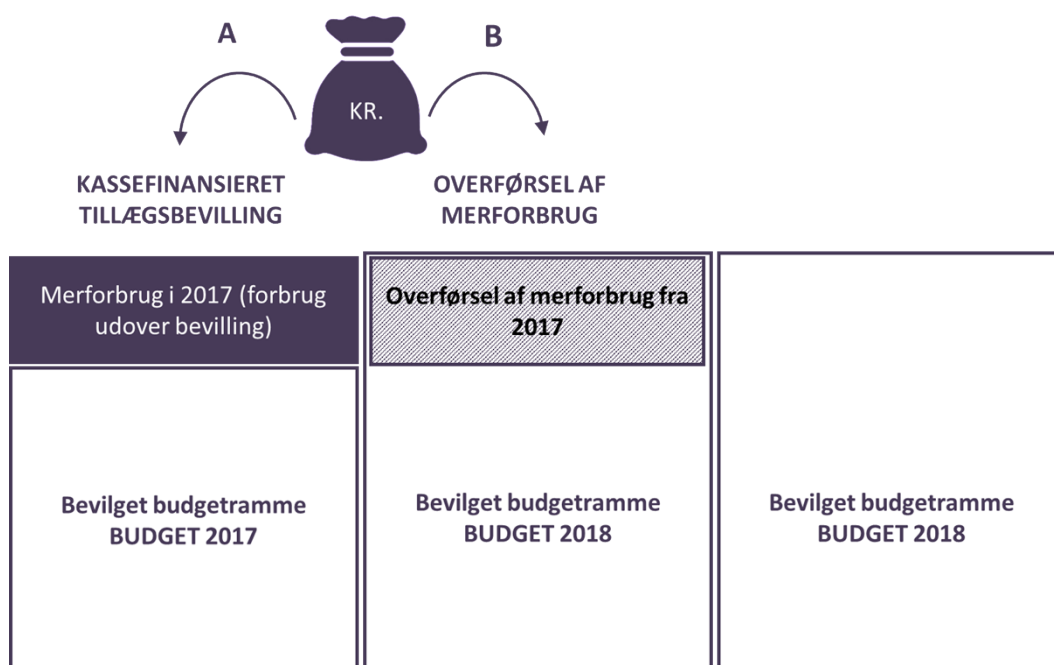 A
B
KR.
KASSEFINANSIERET
TILLÆGSBEVILLING
OVERFØRSEL AF
MERFORBRUG
Merforbrug i 2017 (forbrug
udover bevilling)
Overførsel af merforbrug fra
2017
Bevilget budgetramme
BUDGET 2017
Bevilget budgetramme
BUDGET 2018
Bevilget budgetramme
BUDGET 2018